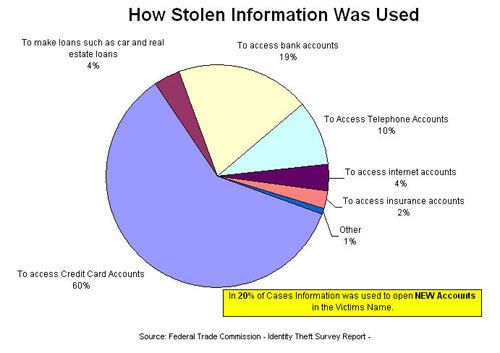 How Stolen Information Was Used
To make loans such as car and real
estate loans
4%
To access bank accounts
19%
To Access Telephone Accounts
10%
To access internet accounts
4%
To access insurance accounts
2%
Other
1%
To access Credit Card Accounts
60%
In 20% of Cases Information was used to open NEW Accounts
in the Victims Name.
Source: Federal Trade Commission - Identity Theft Survey Report -